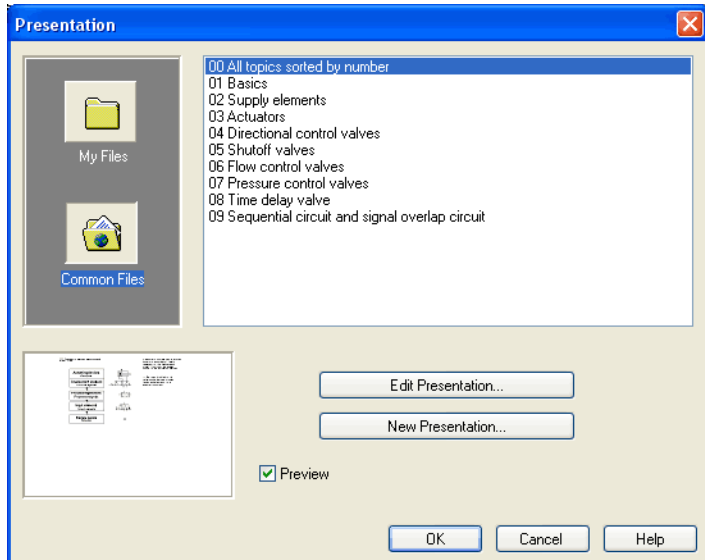 Presentation
My Files
Common Files
00 All topics sorted by number
01 Basics
02 Supply elements
03 Actuators
04 Directional control valves
05 Shutoff valves
06 Flow control valves
07 Pressure control valves
08 Time delay valve
09 Sequential circuit and signal overlap circuit
Edit Presentation...
New Presentation...
Preview
OK
Cancel
Help